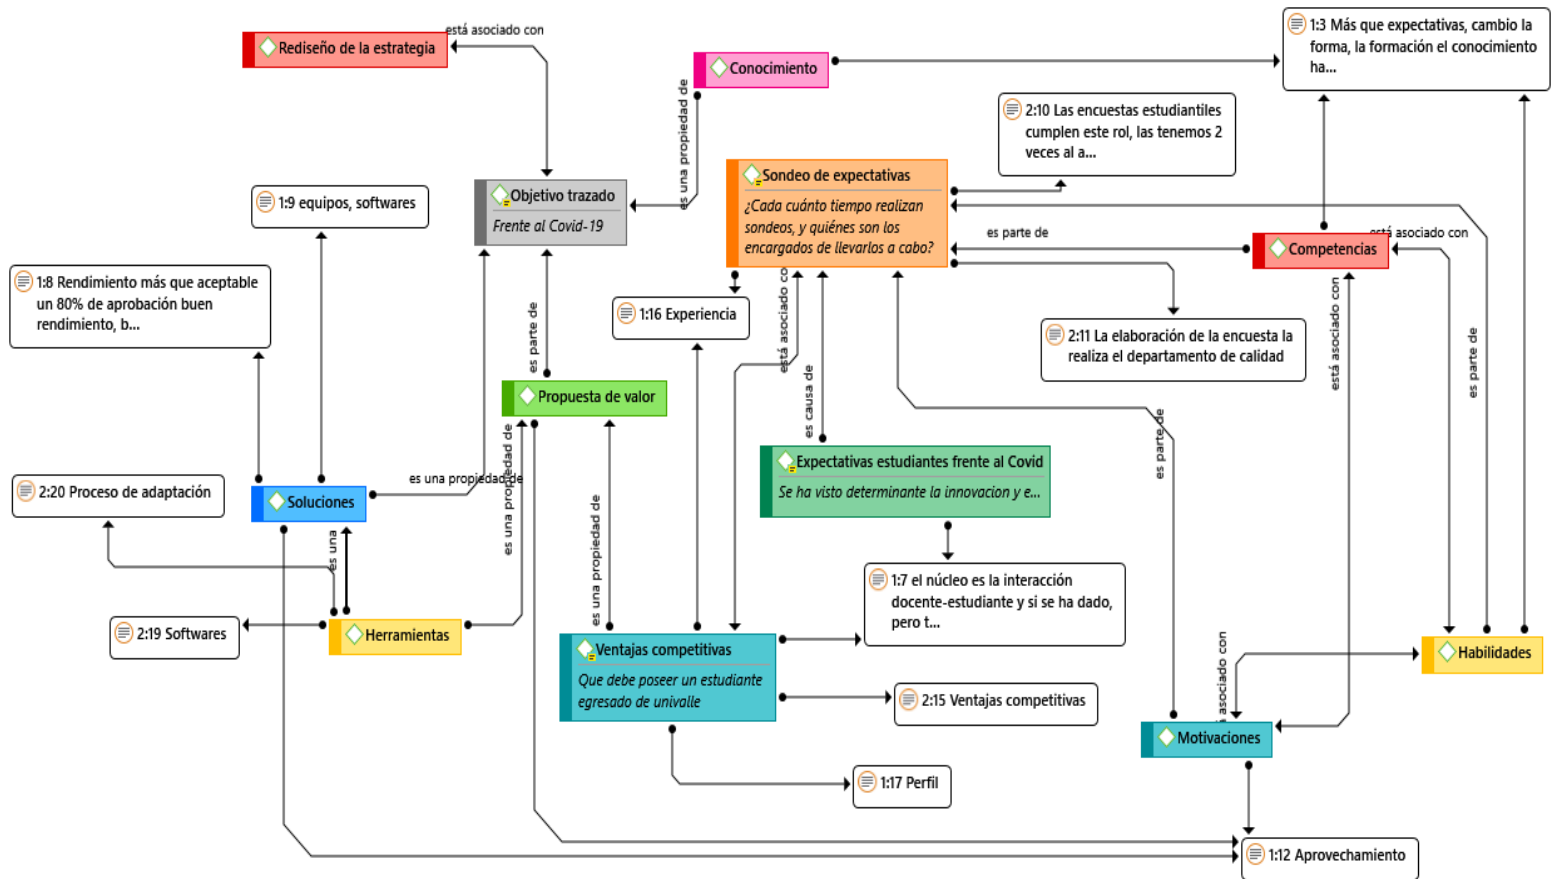 está asociado con
Rediseño de la estrategia
1:3 Más que expectativas, cambio la
forma, la formación el conocimiento
ha...
Conocimiento
es una propiedad de
2:10 Las encuestas estudiantiles
cumplen este rol, las tenemos 2
veces al a...
Sondeo de expectativas
¿Cada cuánto tiempo realizan
sondeos, y quiénes son los
encargados de llevarlos a cabo?
Objetivo trazado
Frente al Covid-19
1:9 equipos, softwares
es parte de
está asociado con
Competencias
1:8 Rendimiento más que aceptable
un 80% de aprobación buen
rendimiento, b...
1:16 Experiencia
está asociado co
2:11 La elaboración de la encuesta la
realiza el departamento de calidad
está asociado con
es parte de
es parte de
Propuesta de valor
es causa de
es parte de
Expectativas estudiantes frente al Covid
Se ha visto determinante la innovacion y e...
es una propiedad de
es una propiedad de
es una propiedad de
2:20 Proceso de adaptación
Soluciones
es una
1:7 el núcleo es la interacción
docente-estudiante y si se ha dado,
pero t...
2:19 Softwares
Herramientas
Ventajas competitivas
Que debe poseer un estudiante
egresado de univalle
Habilidades
asociado con
2:15 Ventajas competitivas
Motivaciones
1:17 Perfil
1:12 Aprovechamiento